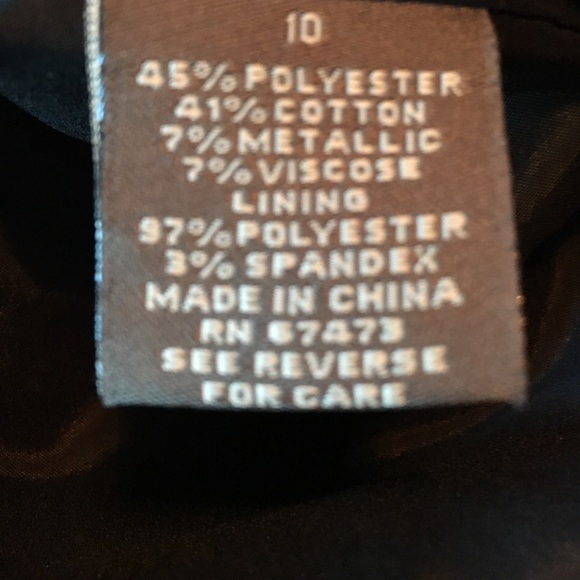 10
45% POLYESTER
41% COTTON
7% METALLIC
7% VISCOSE
LINING
97% POLYESTER
3% SPANDEX
MADE IN CHINA
RN 67473
SEE REVERSE
FOR CARE